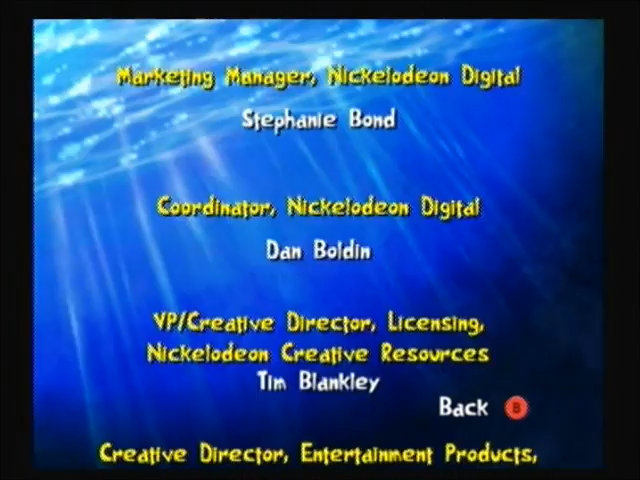 Marketing Manager, Nickelodeon Digital
Stephanie Bond
Coordinator, Nickelodeon Digital
Dan Boldin
VP/Creative Director, Licensing,
Nickelodeon Creative Resources
Tim Blankley
Back B
Creative Director, Entertainment Products,